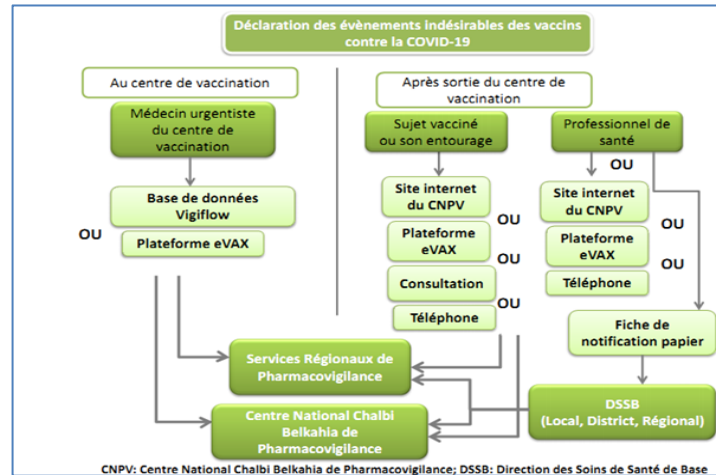 Déclaration des évènements indésirables des vaccins
contre la COVID-19
Au centre de vaccination
Médecin urgentiste
du centre de
vaccination
Base de données
Vigiflow
OU
Plateforme eVAX
Après sortie du centre de
vaccination
Sujet vacciné
ou son entourage
Site internet
du CNPV
OU
Plateforme
eVAX
OU
Consultation
OU
Téléphone
Professionnel de
santé
OU
Site internet
du CNPV
OU
Plateforme
eVAX
OU
Téléphone
Fiche de
notification papier
DSSB
(Local, District, Régional)
Services Régionaux de
Pharmacovigilance
Centre National Chalbi
Belkahia de
Pharmacovigilance
CNPV: Centre National Chalbi Belkahia de Pharmacovigilance; DSSB: Direction des Soins de Santé de Base